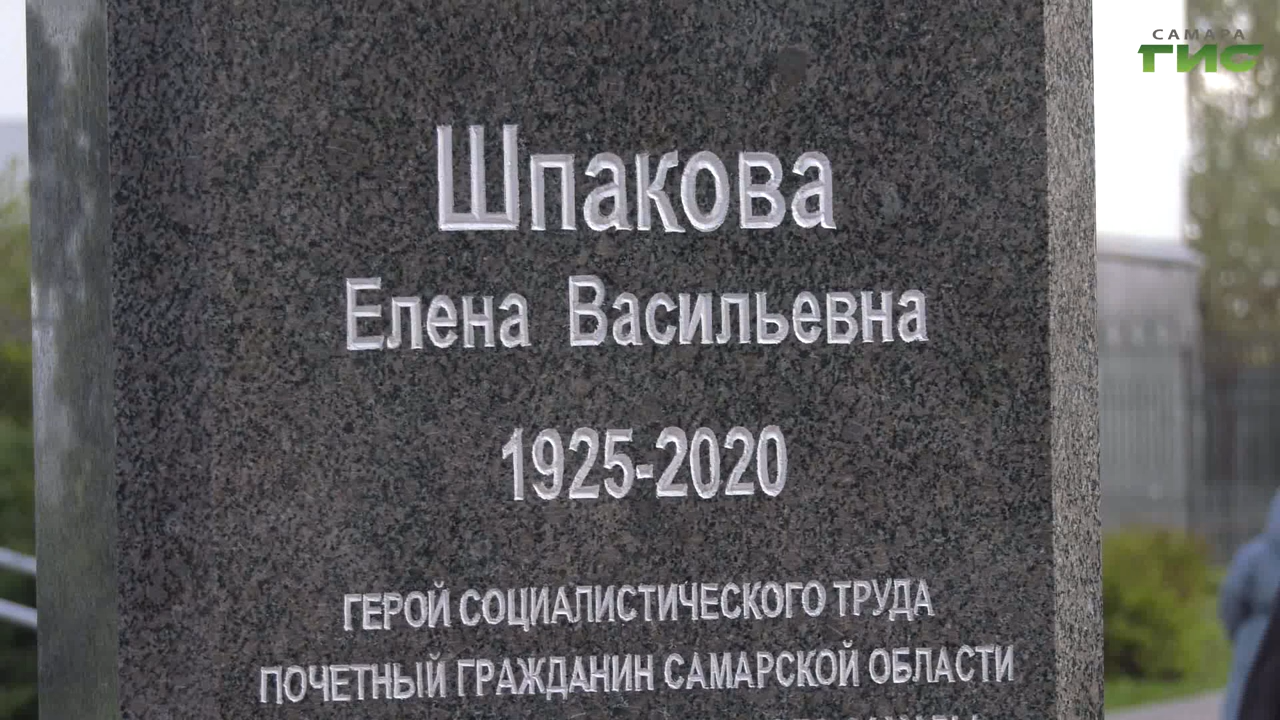 САМАРА
ГИС
Шпакова
Елена Васильевна
1925-2020
ГЕРОЙ СОЦИАЛИСТИЧЕСКОГО ТРУДА
ПОЧЕТНЫЙ ГРАЖДАНИН САМАРСКОЙ ОБЛАСТИ